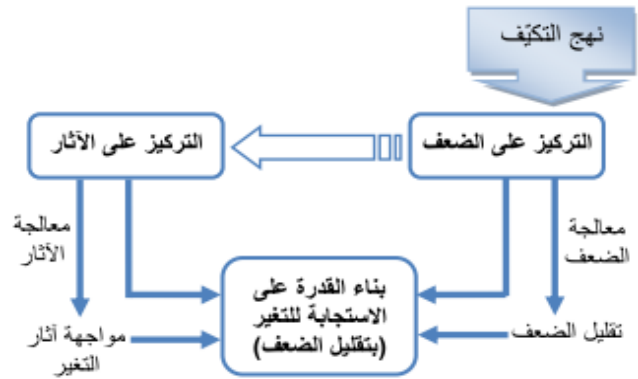 نهج التكيّف
التركيز على الضعف
التركيز على الآثار
معالجة
الضعف
معالجة
الآثار
بناء القدرة على
الاستجابة للتغير
(بتقليل الضعف)
تقليل الضعف
مواجهة آثار
التغير